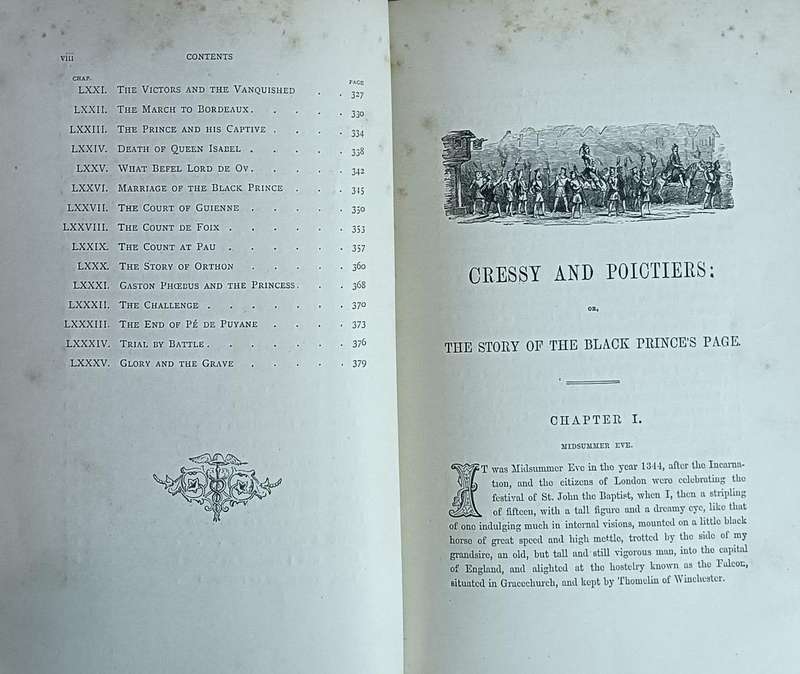 viii CONTENTS
CHAP. PAGE
LXXI. The Victors and the Vanquished . . 327
LXXII. The March to Bordeaux . . . . . 330
LXXIII. The Prince and his Captive . . . . 334
LXXIV. Death of Queen Isabel . . . . . 338
LXXV. What Befel Lord de Ov . . . . . 342
LXXVI. Marriage of the Black Prince . . . 345
LXXVII. The Court of Guienne . . . . . 350
LXXVIII. The Count de Foix . . . . . . 353
LXXIX. The Count at Pau . . . . . . 357
LXXX. The Story of Orthon . . . . . 360
LXXXI. Gaston Phœbus and the Princess . . . 368
LXXXII. The Challenge . . . . . . . 370
LXXXIII. The End of Pé de Puyane . . . . 373
LXXXIV. Trial by Battle . . . . . . . 376
LXXXV. Glory and the Grave . . . . . 379
CRESSY AND POICTIERS:
OR,
THE STORY OF THE BLACK PRINCE'S PAGE.
CHAPTER I.
MIDSUMMER EVE.
IT was Midsummer Eve in the year 1344, after the Incarna-
tion, and the citizens of London were celebrating the
festival of St. John the Baptist, when I, then a stripling
of fifteen, with a tall figure and a dreamy eye, like that
of one indulging much in internal visions, mounted on a little black
horse of great speed and high mettle, trotted by the side of my
grandsire, an old, but tall and still vigorous man, into the capital
of England, and alighted at the hostelry known as the Falcon,
situated in Gracechurch, and kept by Thomelin of Winchester.